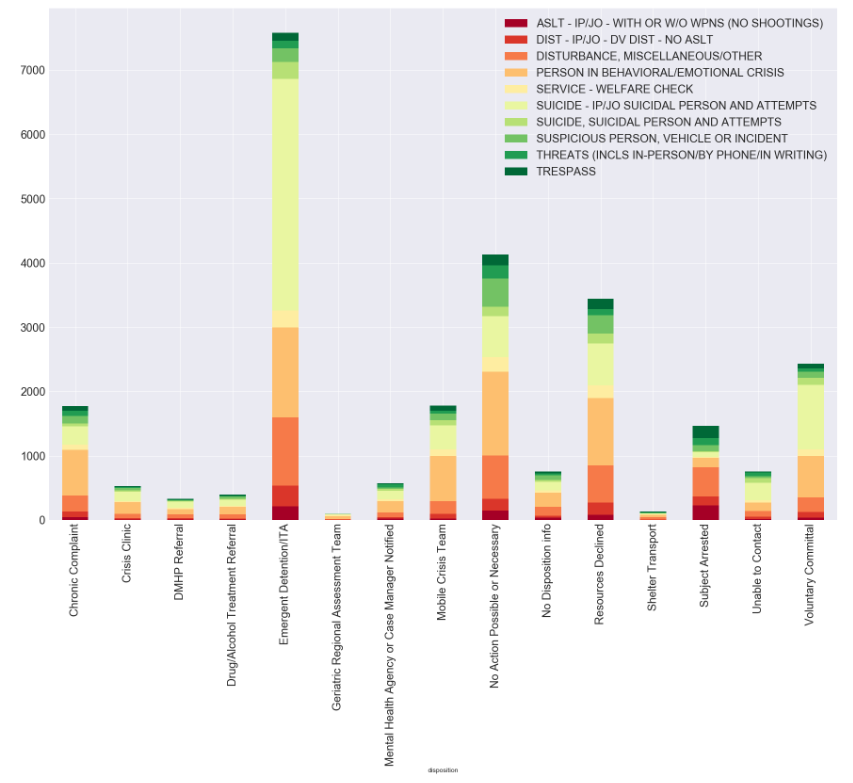 ASLT - IP/JO - WITH OR W/O WPNS (NO SHOOTINGS)
DIST - IP/JO - DV DIST - NO ASLT
DISTURBANCE, MISCELLANEOUS/OTHER
PERSON IN BEHAVIORAL/EMOTIONAL CRISIS
SERVICE - WELFARE CHECK
SUICIDE - IP/JO SUICIDAL PERSON AND ATTEMPTS
SUICIDE, SUICIDAL PERSON AND ATTEMPTS
SUSPICIOUS PERSON, VEHICLE OR INCIDENT
THREATS (INCLS IN-PERSON/BY PHONE/IN WRITING)
TRESPASS
7000
6000
5000
4000
3000
2000
1000
0
Chronic Complaint
Crisis Clinic
DMHP Referral
Drug/Alcohol Treatment Referral
Emergent Detention/ITA
Geriatric Regional Assessment Team
Mental Health Agency or Case Manager Notified
Mobile Crisis Team
No Action Possible or Necessary
No Disposition info
Resources Declined
Shelter Transport
Subject Arrested
Unable to Contact
Voluntary Committal
disposition